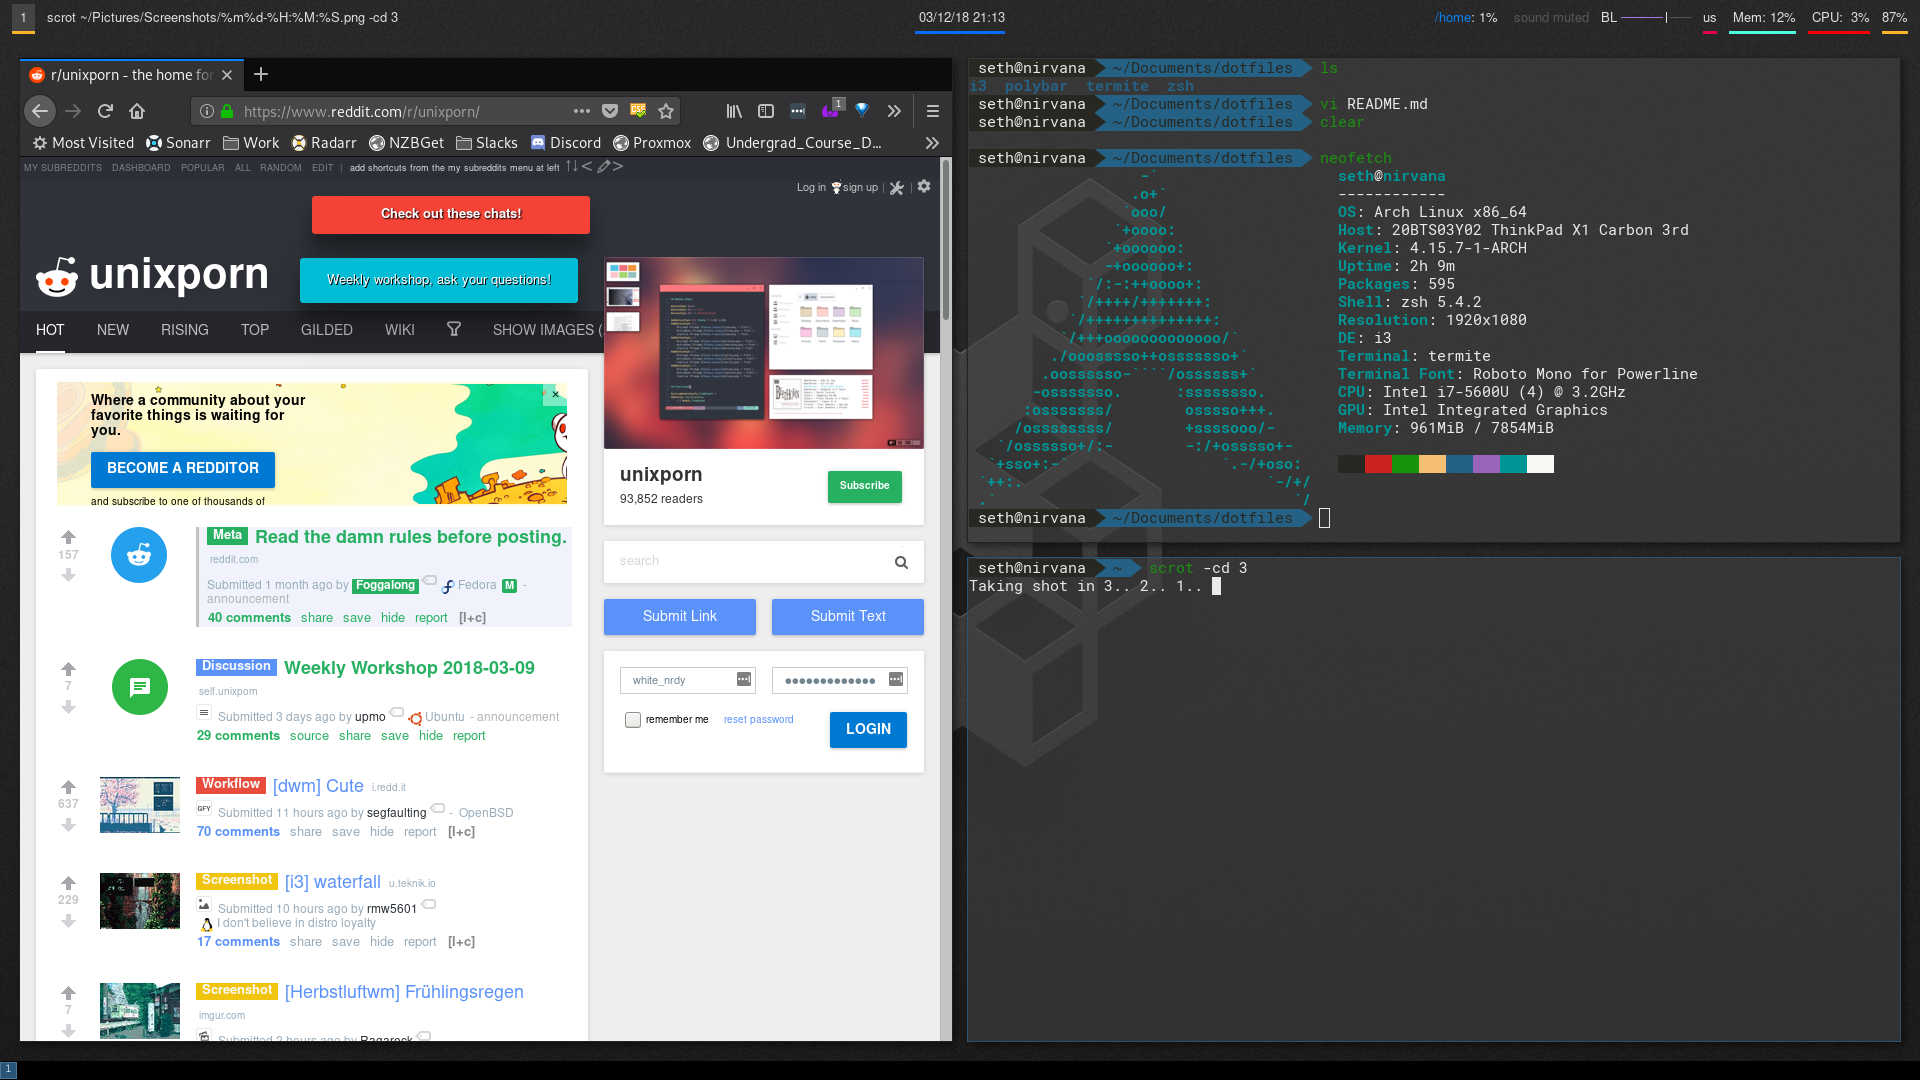 1 scrot ~/Pictures/Screenshots/%m%d-%H:%M:%S.png -cd 3
03/12/18 21:13
/home: 1% sound muted BL us Mem: 12% CPU: 3% 87%
r/unixporn - the home for
https://www.reddit.com/r/unixporn/
1
Most Visited Sonarr Work Radarr NZBGet Slacks Discord Proxmox Undergrad_Course_D...
MY SUBREDDITS DASHBOARD POPULAR ALL RANDOM EDIT | add shortcuts from the my subreddits menu at left
Log in sign up
Check out these chats!
Weekly workshop, ask your questions!
unixporn
HOT NEW RISING TOP GILDED WIKI SHOW IMAGES (
Where a community about your
favorite things is waiting for
you.
BECOME A REDDITOR
and subscribe to one of thousands of
157
Meta Read the damn rules before posting.
reddit.com
Submitted 1 month ago by Foggalong Fedora M -
announcement
40 comments share save hide report [l+c]
7
Discussion Weekly Workshop 2018-03-09
self.unixporn
Submitted 3 days ago by upmo Ubuntu - announcement
29 comments source share save hide report
637
Workflow [dwm] Cute i.redd.it
GFY Submitted 11 hours ago by segfaulting - OpenBSD
70 comments share save hide report [l+c]
229
Screenshot [i3] waterfall u.teknik.io
Submitted 10 hours ago by rmw5601
I don't believe in distro loyalty
17 comments share save hide report [l+c]
7
Screenshot [Herbstluftwm] Frühlingsregen
imgur.com
Submitted 2 hours ago by Ragarock
unixporn
93,852 readers
Subscribe
search
Submit Link Submit Text
white_nrdy
remember me reset password
LOGIN
seth@nirvana ~/Documents/dotfiles ls
i3 polybar termite zsh
seth@nirvana ~/Documents/dotfiles vi README.md
seth@nirvana ~/Documents/dotfiles clear
seth@nirvana ~/Documents/dotfiles neofetch
seth@nirvana
------------
OS: Arch Linux x86_64
Host: 20BTS03Y02 ThinkPad X1 Carbon 3rd
Kernel: 4.15.7-1-ARCH
Uptime: 2h 9m
Packages: 595
Shell: zsh 5.4.2
Resolution: 1920x1080
DE: i3
Terminal: termite
Terminal Font: Roboto Mono for Powerline
CPU: Intel i7-5600U (4) @ 3.2GHz
GPU: Intel Integrated Graphics
Memory: 961MiB / 7854MiB
seth@nirvana ~/Documents/dotfiles
seth@nirvana ~ scrot -cd 3
Taking shot in 3.. 2.. 1..
1